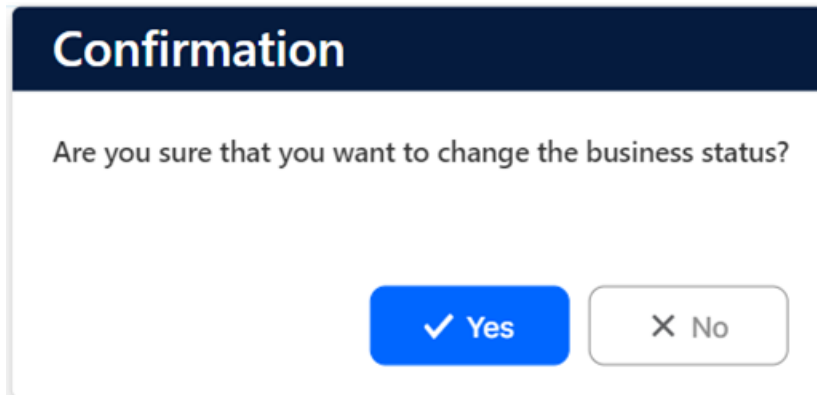 Confirmation
Are you sure that you want to change the business status?
Yes
No